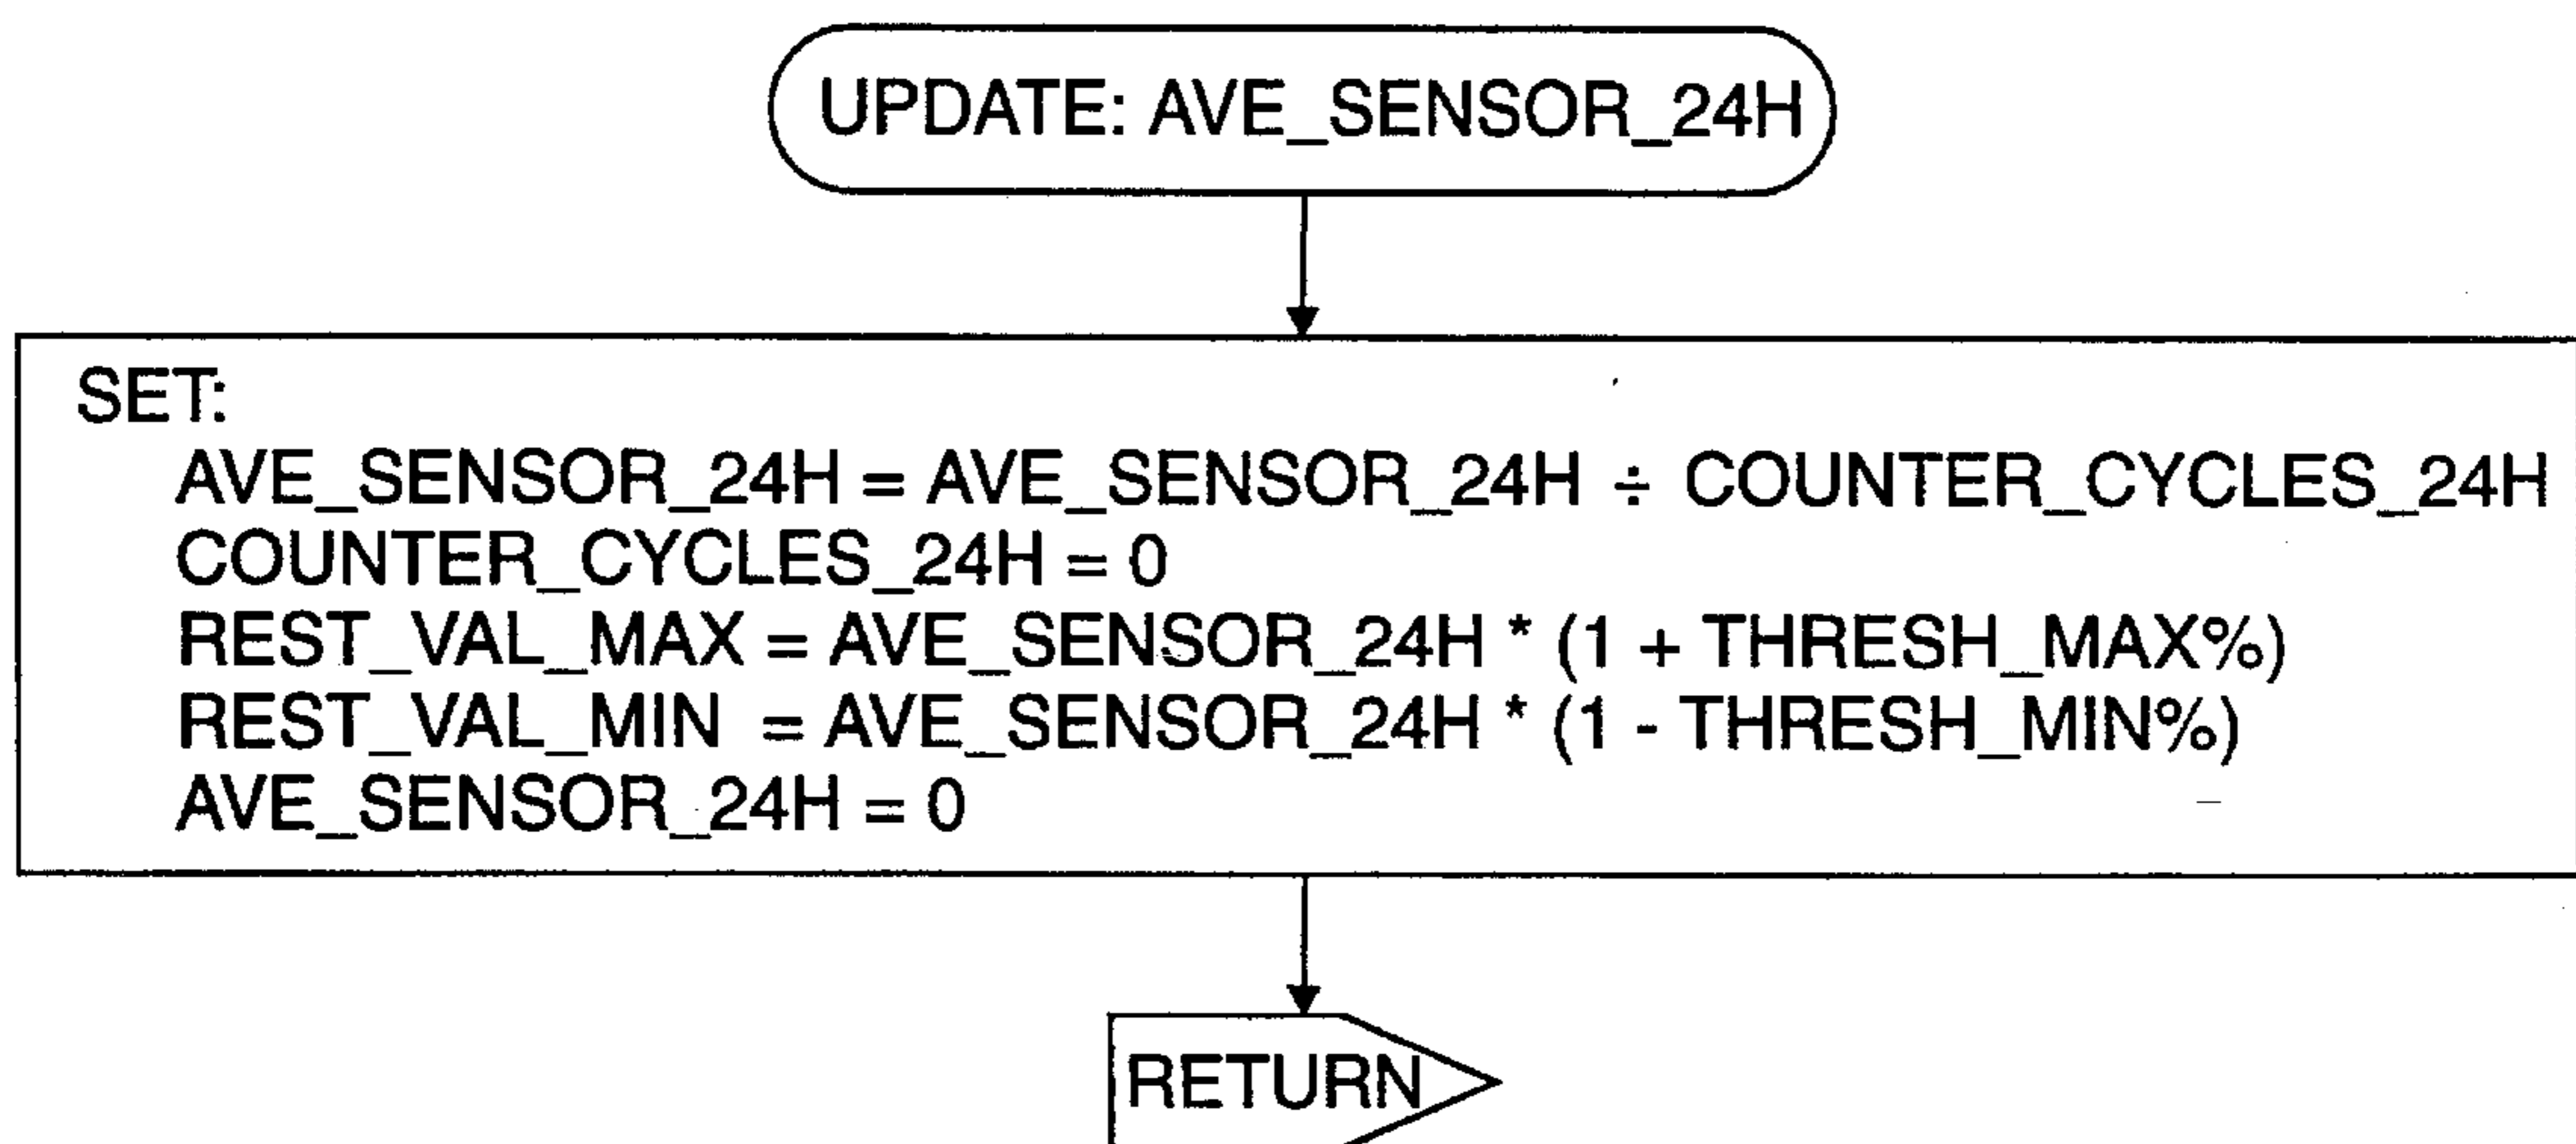 UPDATE: AVE_SENSOR_24H
SET:
AVE_SENSOR_24H = AVE_SENSOR_24H ÷ COUNTER_CYCLES_24H
COUNTER_CYCLES_24H = 0
REST_VAL_MAX = AVE_SENSOR_24H * (1 + THRESH_MAX%)
REST_VAL_MIN = AVE_SENSOR_24H * (1 - THRESH_MIN%)
AVE_SENSOR_24H = 0
RETURN